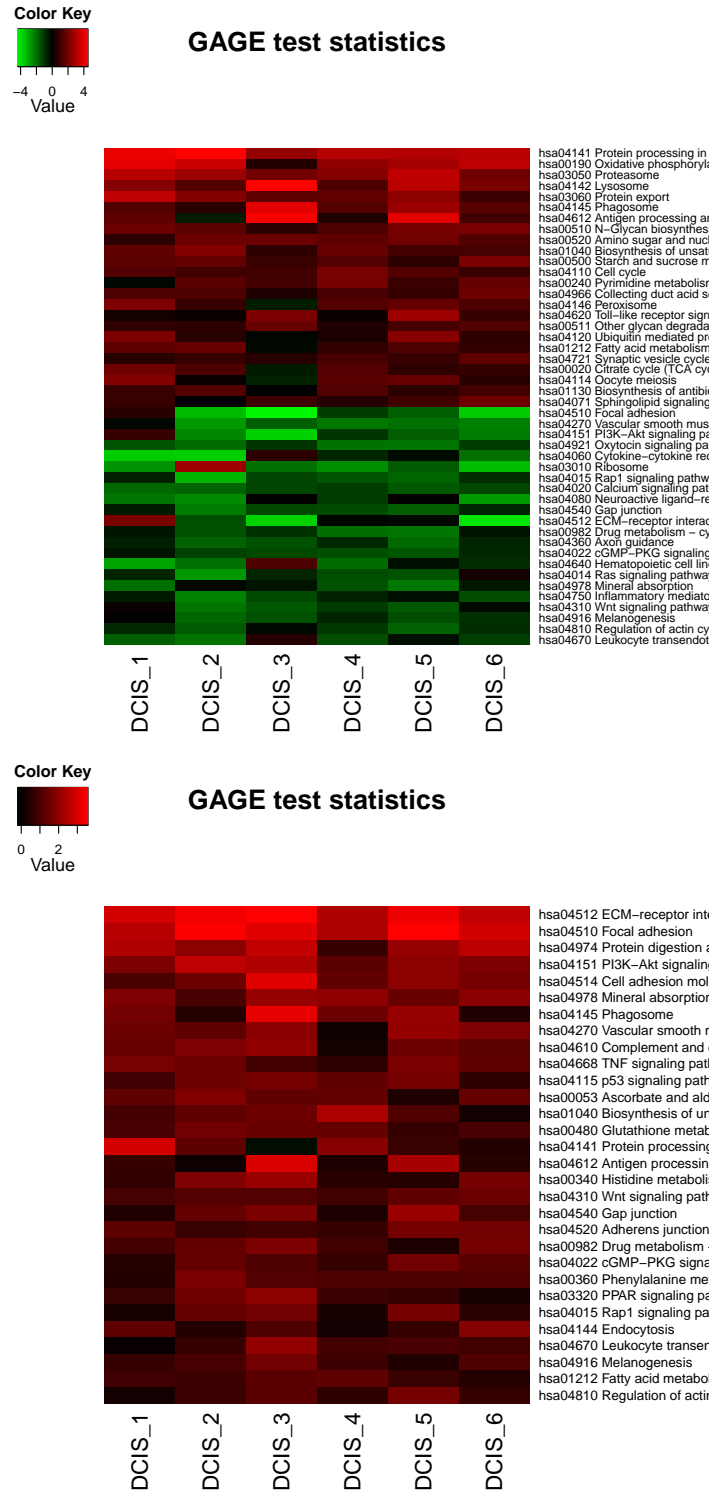 Color Key
−4 0 4
Value
GAGE test statistics
hsa04141 Protein processing in
hsa00190 Oxidative phosphoryla
hsa03050 Proteasome
hsa04142 Lysosome
hsa03060 Protein export
hsa04145 Phagosome
hsa04612 Antigen processing an
hsa00510 N−Glycan biosynthes
hsa00520 Amino sugar and nucl
hsa01040 Biosynthesis of unsatu
hsa00500 Starch and sucrose m
hsa04110 Cell cycle
hsa00240 Pyrimidine metabolism
hsa04966 Collecting duct acid se
hsa04146 Peroxisome
hsa04620 Toll−like receptor sign
hsa00511 Other glycan degrada
hsa04120 Ubiquitin mediated pro
hsa01212 Fatty acid metabolism
hsa04721 Synaptic vesicle cycle
hsa00020 Citrate cycle (TCA cyc
hsa04114 Oocyte meiosis
hsa01130 Biosynthesis of antibio
hsa04071 Sphingolipid signaling
hsa04510 Focal adhesion
hsa04270 Vascular smooth mus
hsa04151 PI3K−Akt signaling pa
hsa04921 Oxytocin signaling pa
hsa04060 Cytokine−cytokine rec
hsa03010 Ribosome
hsa04015 Rap1 signaling pathw
hsa04020 Calcium signaling pat
hsa04080 Neuroactive ligand−re
hsa04540 Gap junction
hsa04512 ECM−receptor interac
hsa00982 Drug metabolism − cy
hsa04360 Axon guidance
hsa04022 cGMP−PKG signaling
hsa04640 Hematopoietic cell line
hsa04014 Ras signaling pathway
hsa04978 Mineral absorption
hsa04750 Inflammatory mediato
hsa04310 Wnt signaling pathway
hsa04916 Melanogenesis
hsa04810 Regulation of actin cy
hsa04670 Leukocyte transendot
DCIS_1 DCIS_2 DCIS_3 DCIS_4 DCIS_5 DCIS_6
Color Key
0 2
Value
GAGE test statistics
hsa04512 ECM−receptor inte
hsa04510 Focal adhesion
hsa04974 Protein digestion a
hsa04151 PI3K−Akt signaling
hsa04514 Cell adhesion mol
hsa04978 Mineral absorption
hsa04145 Phagosome
hsa04270 Vascular smooth m
hsa04610 Complement and c
hsa04668 TNF signaling path
hsa04115 p53 signaling path
hsa00053 Ascorbate and ald
hsa01040 Biosynthesis of un
hsa00480 Glutathione metab
hsa04141 Protein processing
hsa04612 Antigen processin
hsa00340 Histidine metabolis
hsa04310 Wnt signaling path
hsa04540 Gap junction
hsa04520 Adherens junction
hsa00982 Drug metabolism −
hsa04022 cGMP−PKG signa
hsa00360 Phenylalanine me
hsa03320 PPAR signaling pa
hsa04015 Rap1 signaling pa
hsa04144 Endocytosis
hsa04670 Leukocyte transen
hsa04916 Melanogenesis
hsa01212 Fatty acid metabol
hsa04810 Regulation of actin
DCIS_1 DCIS_2 DCIS_3 DCIS_4 DCIS_5 DCIS_6